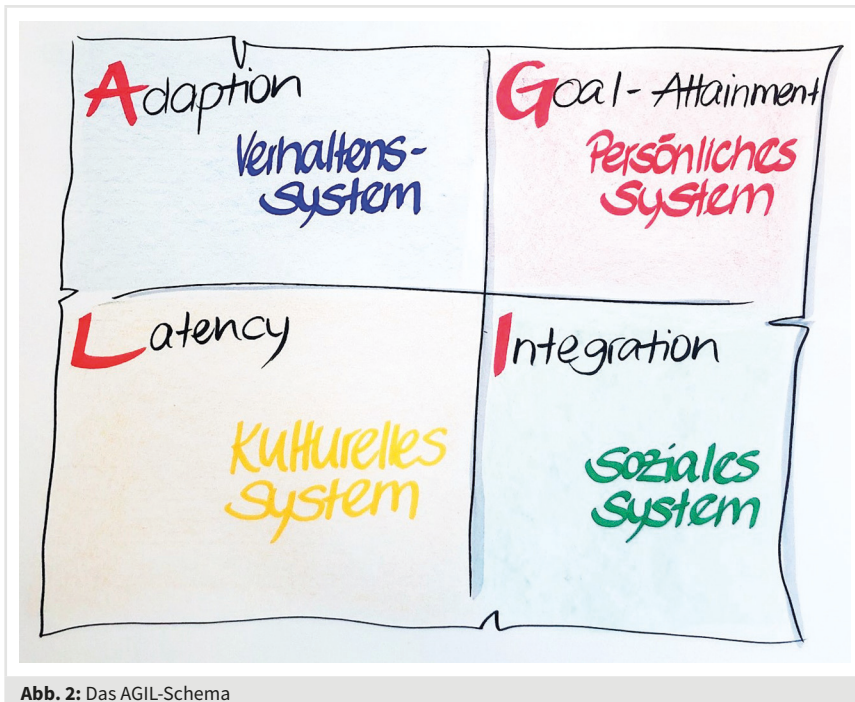 Adaption
Verhaltens-
system
Goal-Attainment
Persönliches
system
Latency
Kulturelles
system
Integration
Soziales
system
Abb. 2: Das AGIL-Schema